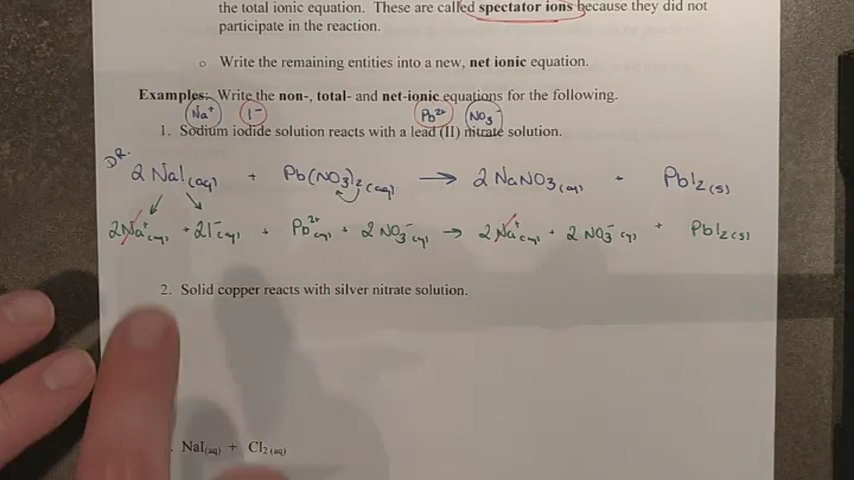 the total ionic equation. These are called spectator ions because they did not
participate in the reaction.
o Write the remaining entities into a new, net ionic equation.
Examples: Write the non-, total- and net-ionic equations for the following.
Na⁺ I⁻ Pb²⁺ NO₃⁻
1. Sodium iodide solution reacts with a lead (II) nitrate solution.
D.R.
2 NaI(aq) + Pb(NO₃)₂(aq) → 2 NaNO₃(aq) + PbI₂(s)
2Na⁺(aq) + 2I⁻(aq) + Pb²⁺(aq) + 2 NO₃⁻(aq) → 2Na⁺(aq) + 2 NO₃⁻(aq) + PbI₂(s)
2. Solid copper reacts with silver nitrate solution.
. NaI(aq) + Cl₂(aq)